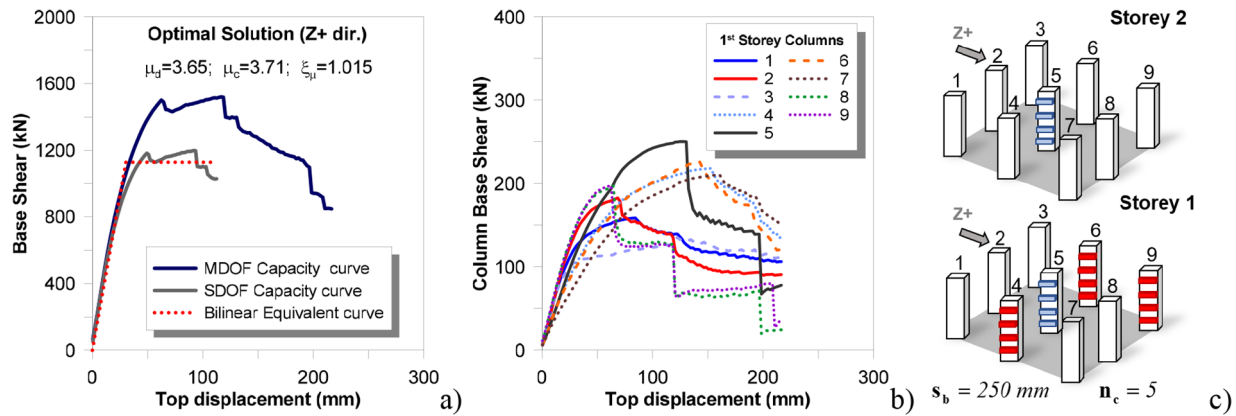 2000
1600
1200
800
400
0
0
100
200
300
Base Shear (kN)
Top displacement (mm)
Optimal Solution (Z+ dir.)
μd=3.65; μc=3.71; ξμ=1.015
MDOF Capacity curve
SDOF Capacity curve
Bilinear Equivalent curve
a)
400
300
200
100
0
0
100
200
300
Column Base Shear (kN)
Top displacement (mm)
1st Storey Columns
1
2
3
4
5
6
7
8
9
b)
Storey 2
Z+
1
2
3
4
5
6
7
8
9
Storey 1
Z+
1
2
3
4
5
6
7
8
9
sb = 250 mm nc = 5
c)